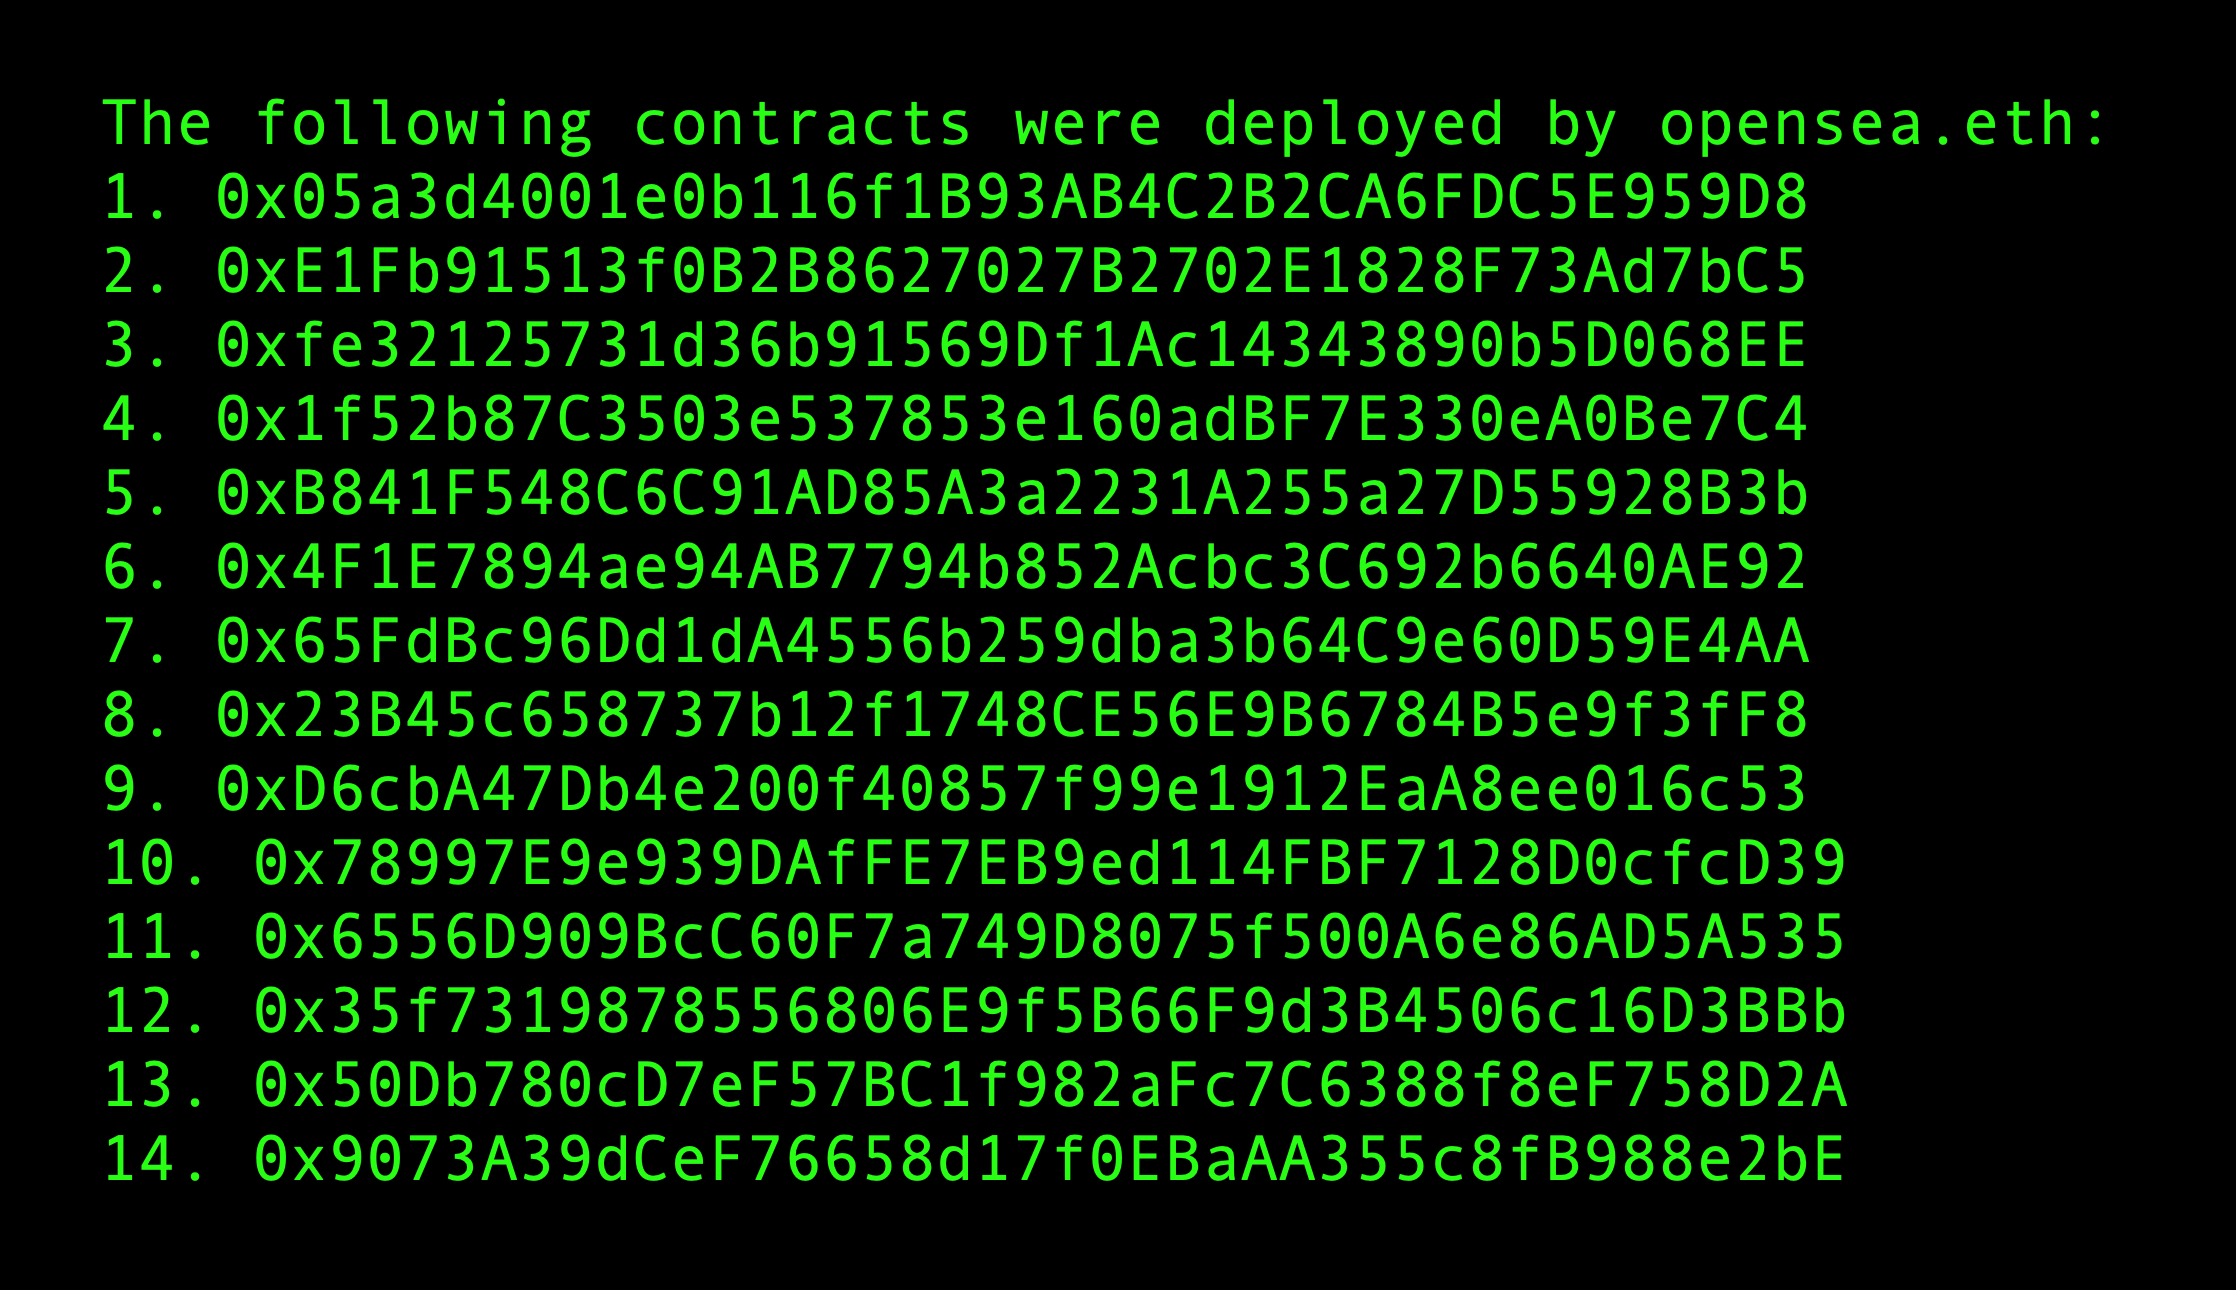 The following contracts were deployed by opensea.eth:
1. 0x05a3d4001e0b116f1B93AB4C2B2CA6FDC5E959D8
2. 0xE1Fb91513f0B2B8627027B2702E1828F73Ad7bC5
3. 0xfe32125731d36b91569Df1Ac14343890b5D068EE
4. 0x1f52b87C3503e537853e160adBF7E330eA0Be7C4
5. 0xB841F548C6C91AD85A3a2231A255a27D55928B3b
6. 0x4F1E7894ae94AB7794b852Acbc3C692b6640AE92
7. 0x65FdBc96Dd1dA4556b259dba3b64C9e60D59E4AA
8. 0x23B45c658737b12f1748CE56E9B6784B5e9f3fF8
9. 0xD6cbA47Db4e200f40857f99e1912EaA8ee016c53
10. 0x78997E9e939DAfFE7EB9ed114FBF7128D0cfcD39
11. 0x6556D909BcC60F7a749D8075f500A6e86AD5A535
12. 0x35f7319878556806E9f5B66F9d3B4506c16D3BBb
13. 0x50Db780cD7eF57BC1f982aFc7C6388f8eF758D2A
14. 0x9073A39dCeF76658d17f0EBaAA355c8fB988e2bE